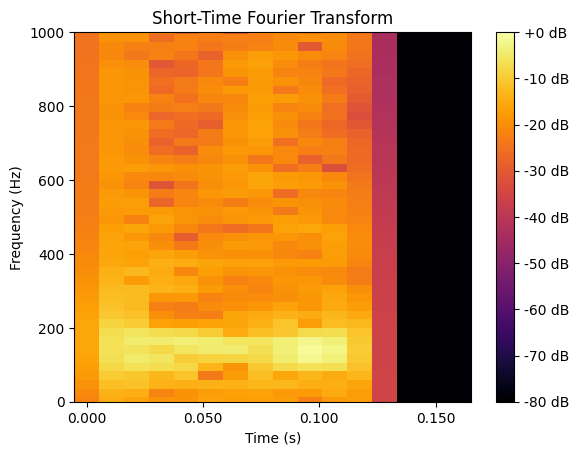 Short-Time Fourier Transform
1000
800
600
400
200
0
Frequency (Hz)
0.000
0.050
0.100
0.150
Time (s)
+0 dB
-10 dB
-20 dB
-30 dB
-40 dB
-50 dB
-60 dB
-70 dB
-80 dB